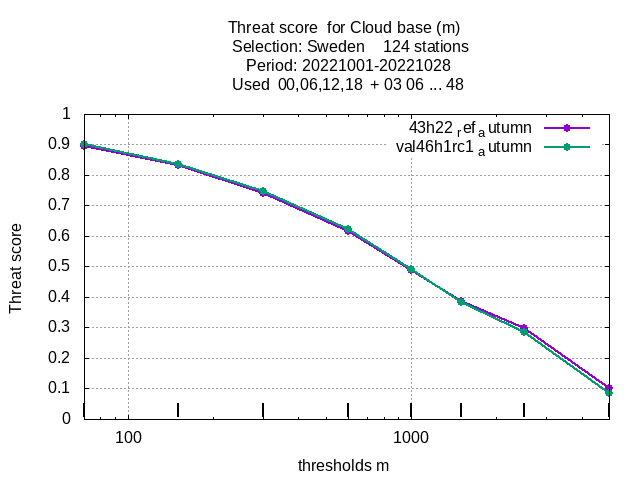 Threat score  for Cloud base (m)
Selection: Sweden    124 stations
Period: 20221001-20221028
Used  00,06,12,18  + 03 06 ... 48
43h22 ref a utumn
val46h1rc1 a utumn
1
0.9
0.8
0.7
0.6
0.5
0.4
0.3
0.2
0.1
0
Threat score
100 1000
thresholds m